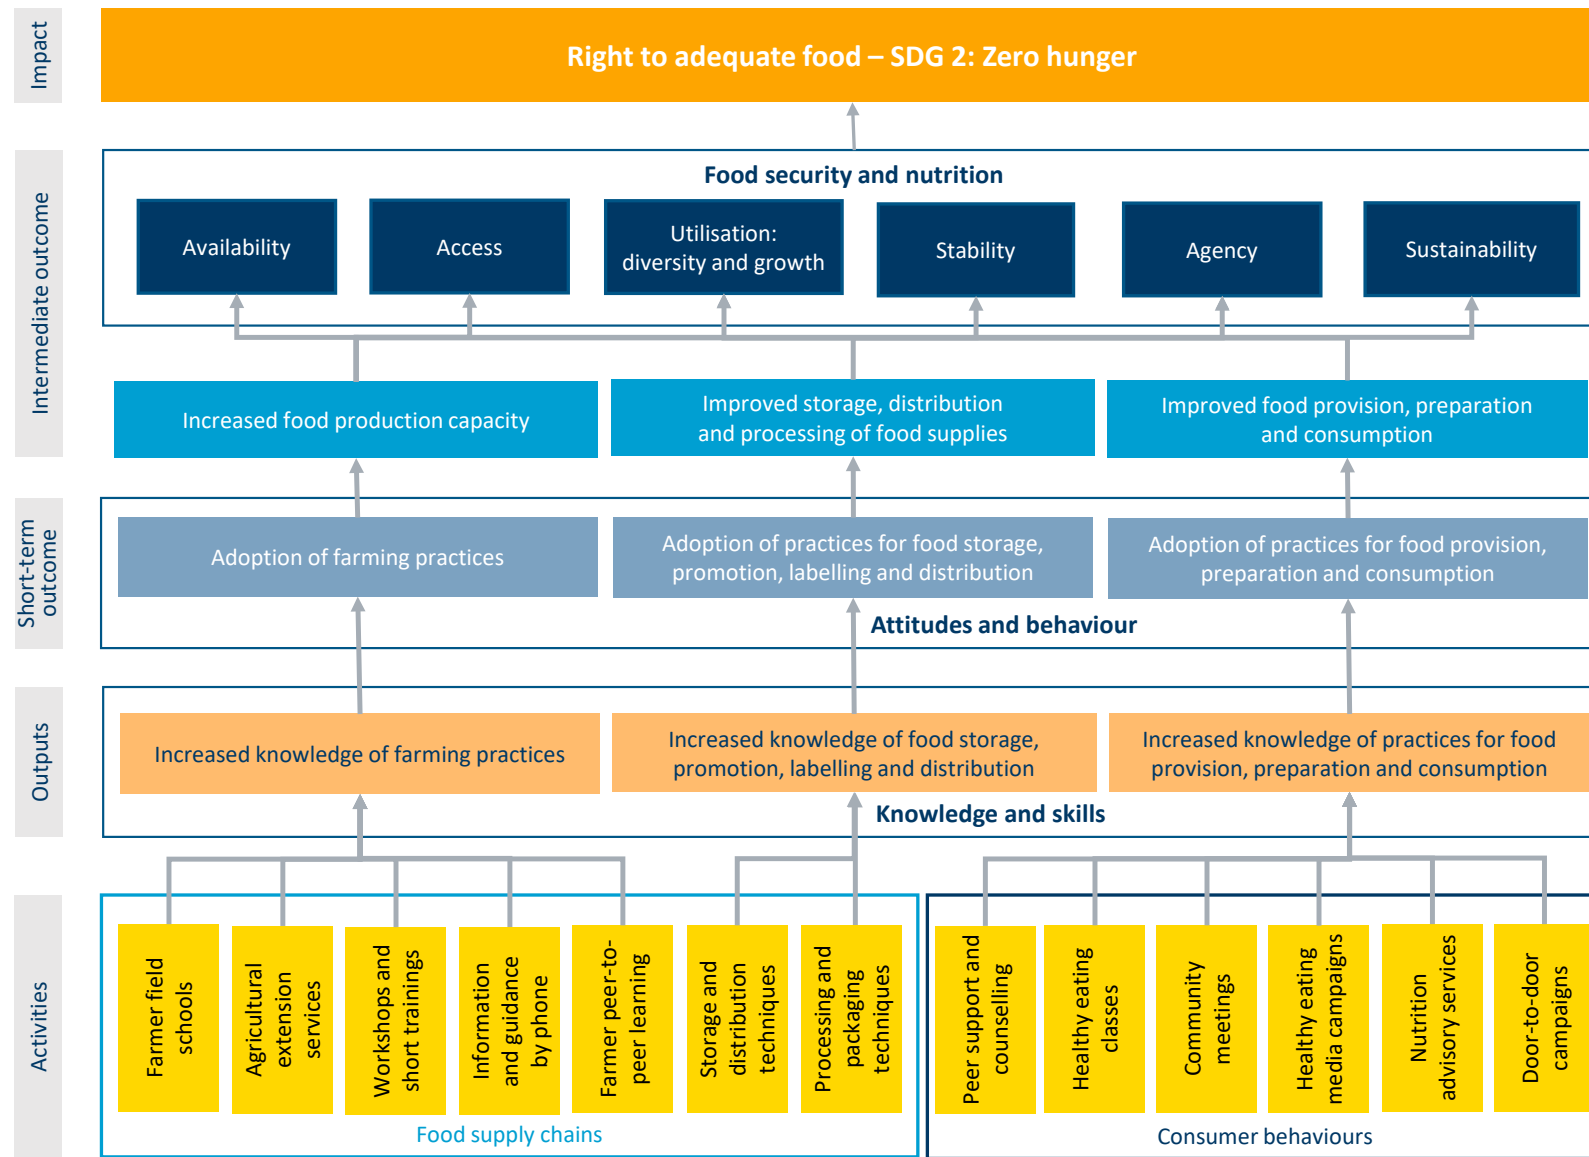 Impact
Right to adequate food – SDG 2: Zero hunger
Intermediate outcome
Food security and nutrition
Availability
Access
Utilisation:
diversity and growth
Stability
Agency
Sustainability
Increased food production capacity
Improved storage, distribution
and processing of food supplies
Improved food provision, preparation
and consumption
Short-term
outcome
Adoption of farming practices
Adoption of practices for food storage,
promotion, labelling and distribution
Adoption of practices for food provision,
preparation and consumption
Attitudes and behaviour
Outputs
Increased knowledge of farming practices
Increased knowledge of food storage,
promotion, labelling and distribution
Increased knowledge of practices for food
provision, preparation and consumption
Knowledge and skills
Activities
Farmer field
schools
Agricultural
extension
services
Workshops and
short trainings
Information
and guidance
by phone
Farmer peer-to-
peer learning
Storage and
distribution
techniques
Processing and
packaging
techniques
Peer support and
counselling
Healthy eating
classes
Community
meetings
Healthy eating
media campaigns
Nutrition
advisory services
Door-to-door
campaigns
Food supply chains
Consumer behaviours